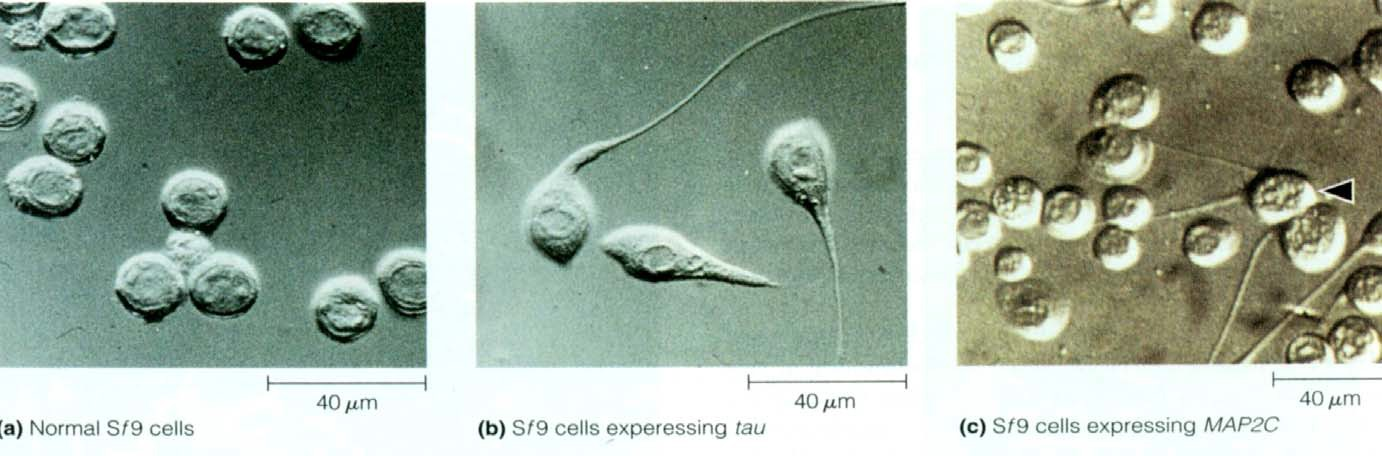 40 μm
40 μm
40 μm
(a) Normal Sf9 cells
(b) Sf9 cells experessing tau
(c) Sf9 cells expressing MAP2C